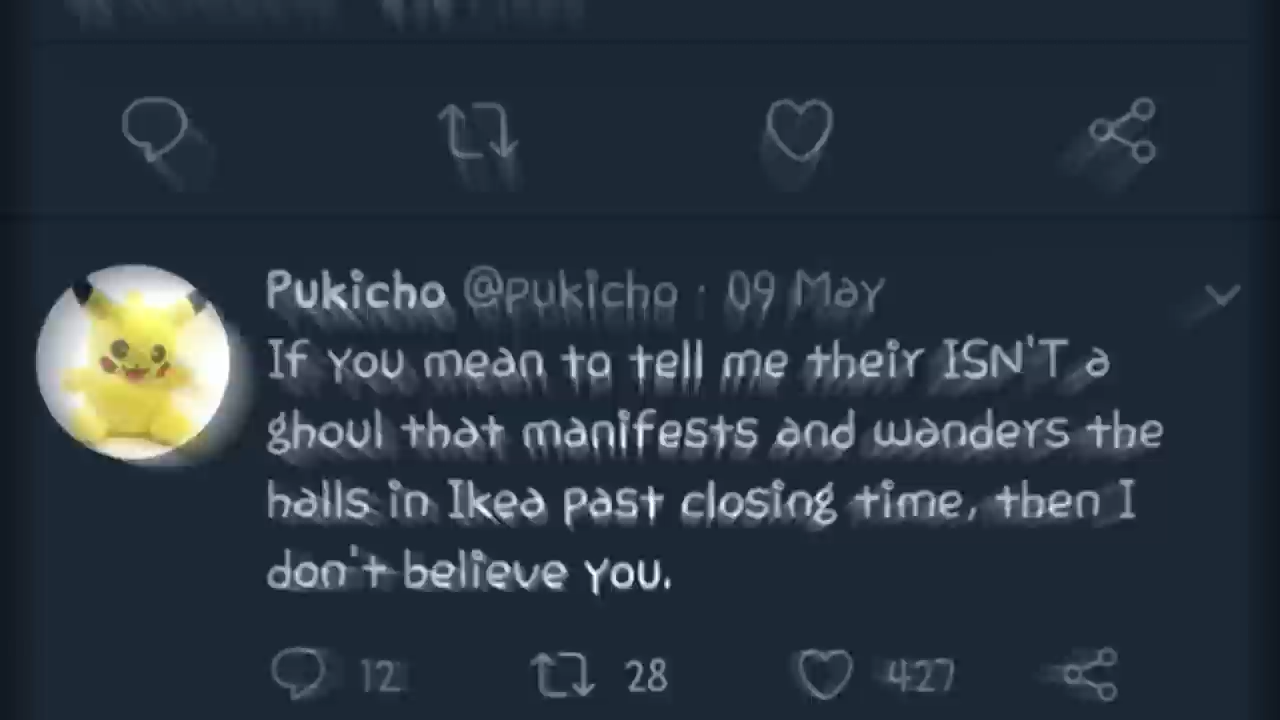 Pukicho @pukicho · 09 May
If you mean to tell me their ISN'T a
ghoul that manifests and wanders the
halls in Ikea past closing time, then I
don't believe you.
12 28 427